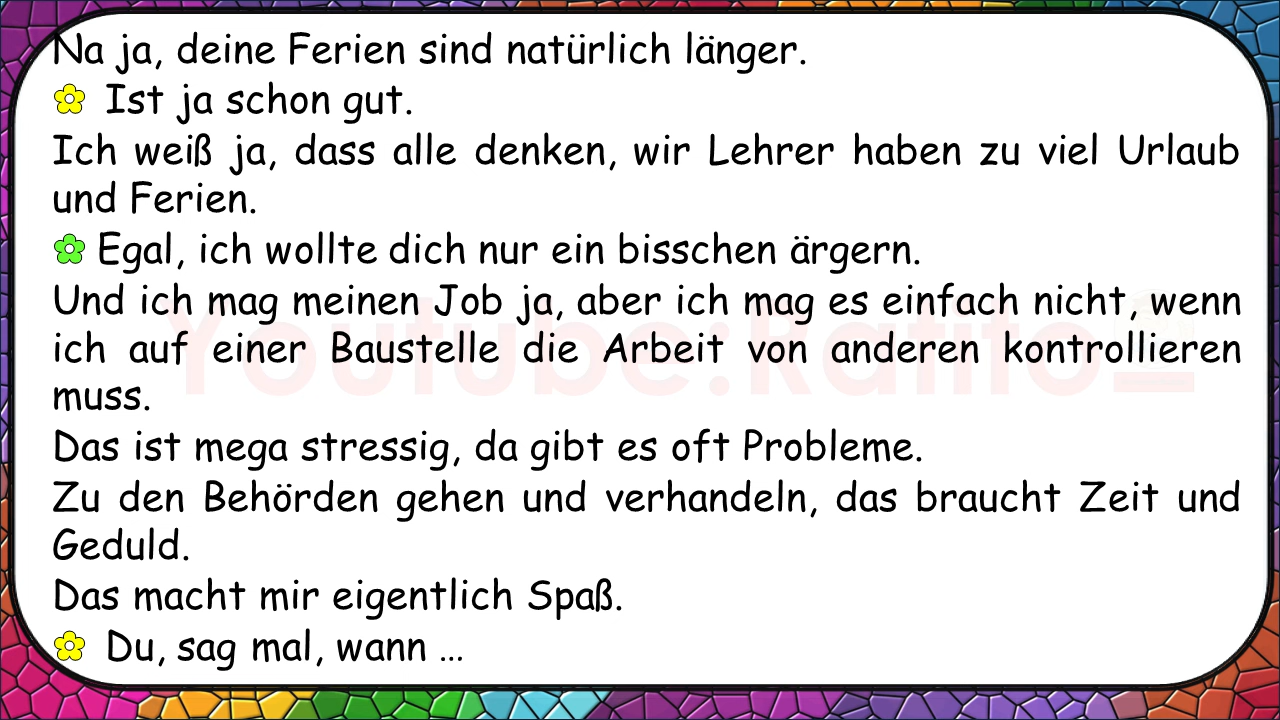 Na ja, deine Ferien sind natürlich länger.
Ist ja schon gut.
Ich weiß ja, dass alle denken, wir Lehrer haben zu viel Urlaub
und Ferien.
Egal, ich wollte dich nur ein bisschen ärgern.
Und ich mag meinen Job ja, aber ich mag es einfach nicht, wenn
ich auf einer Baustelle die Arbeit von anderen kontrollieren
muss.
Das ist mega stressig, da gibt es oft Probleme.
Zu den Behörden gehen und verhandeln, das braucht Zeit und
Geduld.
Das macht mir eigentlich Spaß.
Du, sag mal, wann ...